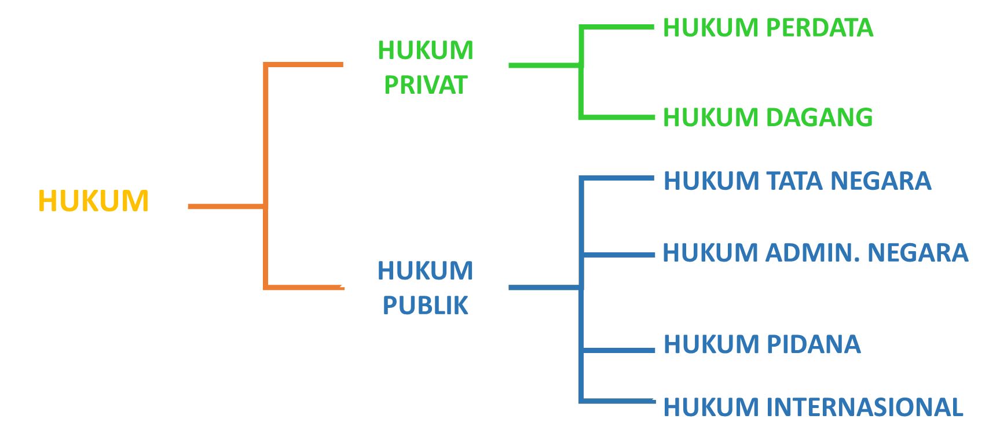 HUKUM
HUKUM
PRIVAT
HUKUM PERDATA
HUKUM DAGANG
HUKUM
PUBLIK
HUKUM TATA NEGARA
HUKUM ADMIN. NEGARA
HUKUM PIDANA
HUKUM INTERNASIONAL